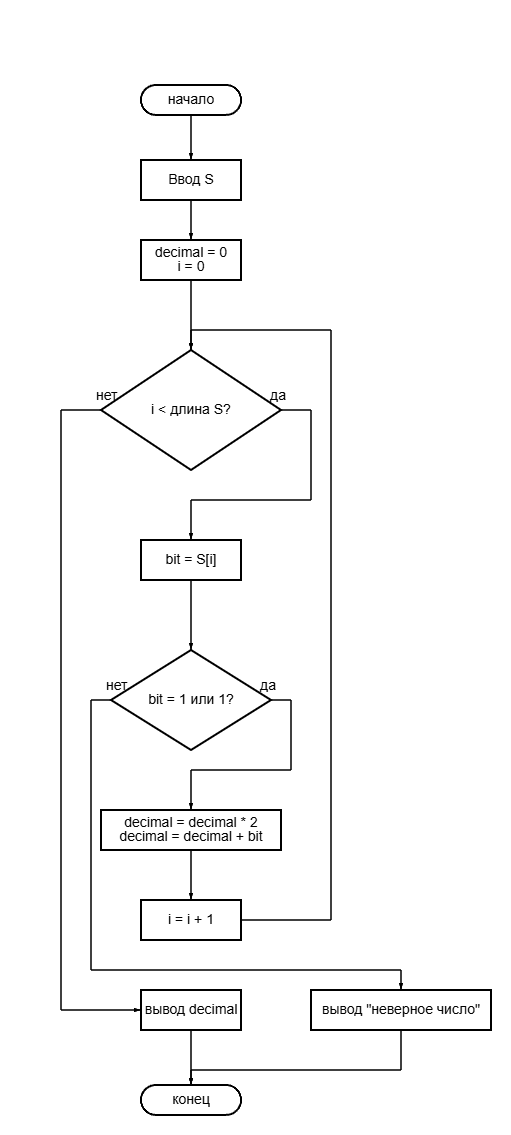 начало
Ввод S
decimal = 0
i = 0
нет
да
i < длина S?
bit = S[i]
нет
да
bit = 1 или 1?
decimal = decimal * 2
decimal = decimal + bit
i = i + 1
вывод decimal
вывод "неверное число"
конец